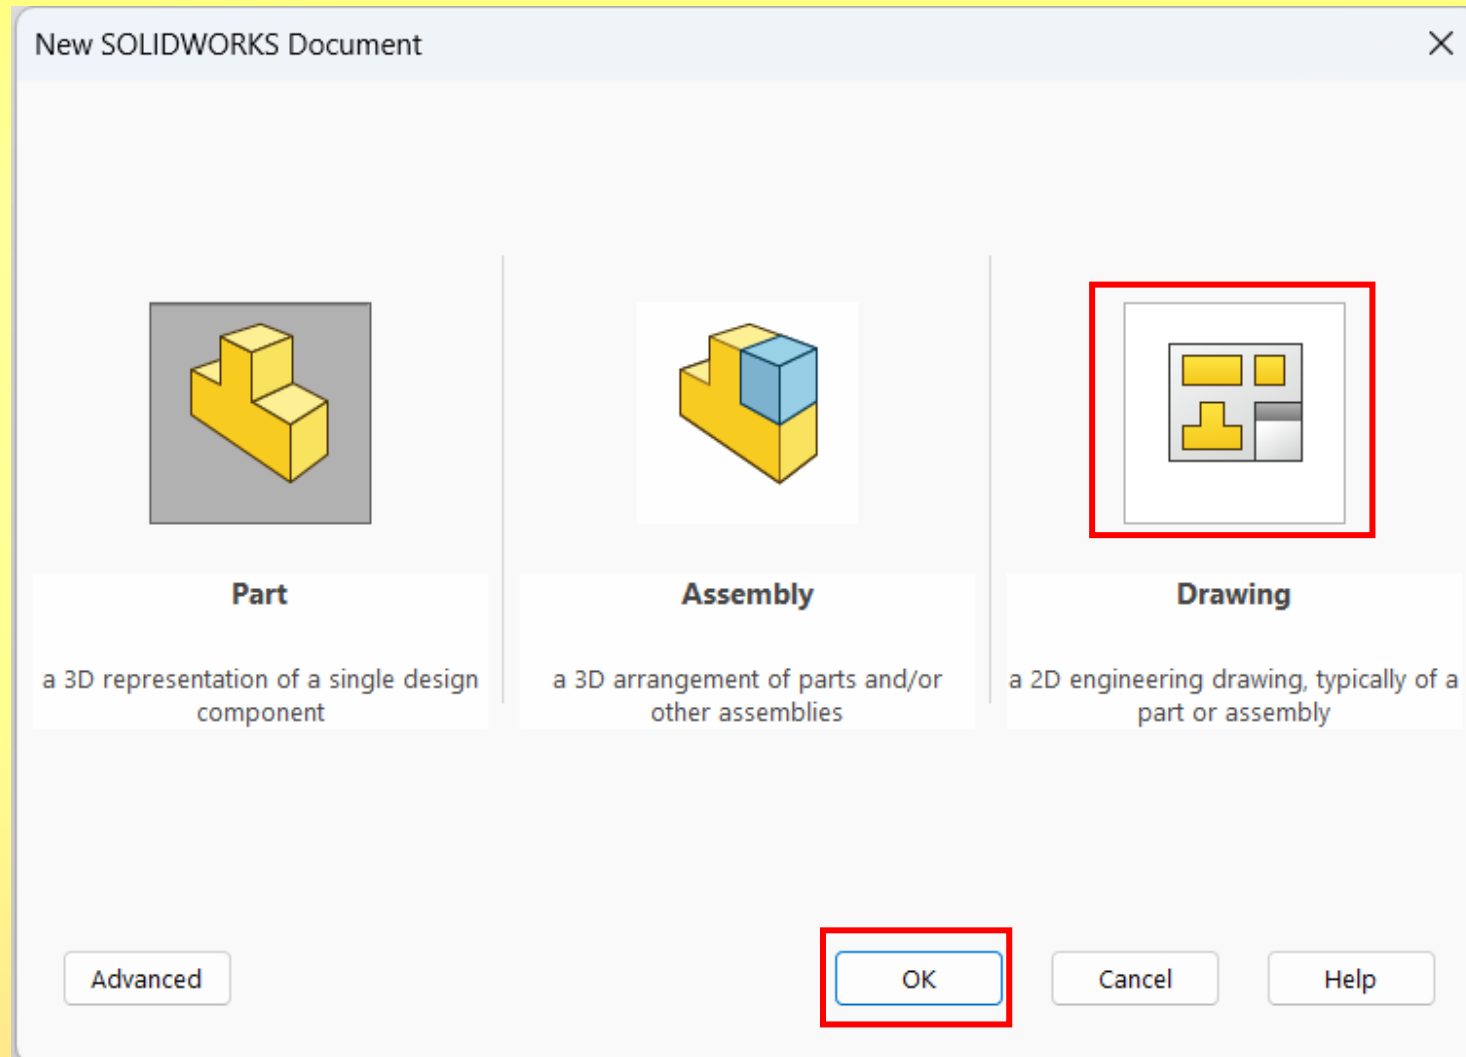 New SOLIDWORKS Document
Part
a 3D representation of a single design
component
Assembly
a 3D arrangement of parts and/or
other assemblies
Drawing
a 2D engineering drawing, typically of a
part or assembly
Advanced
OK
Cancel
Help